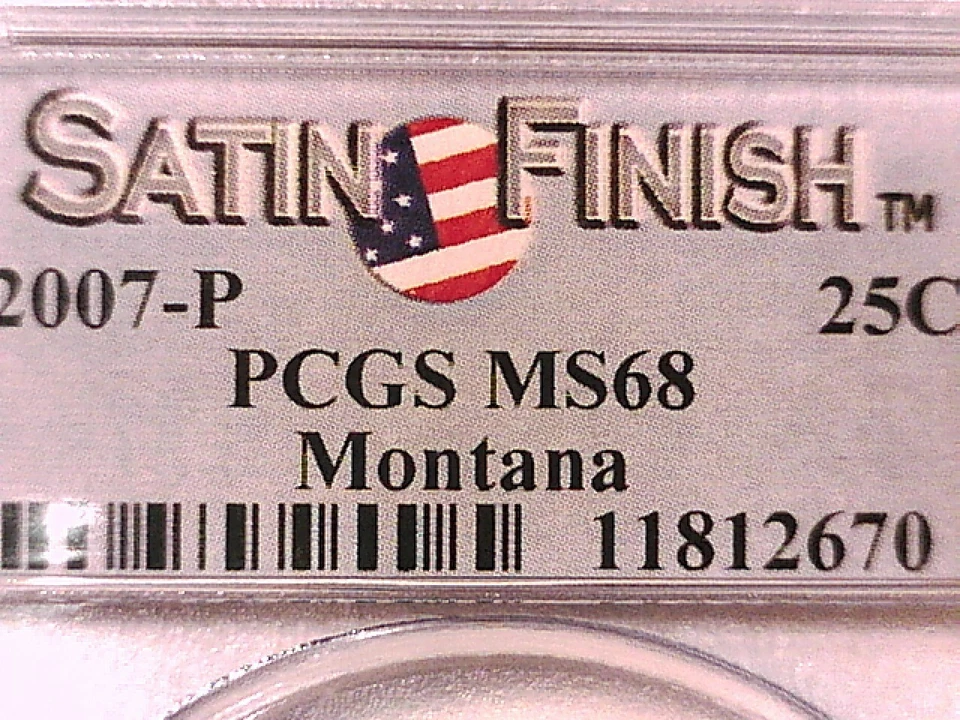 SATIN FINISH™
2007-P 25C
PCGS MS68
Montana
11812670